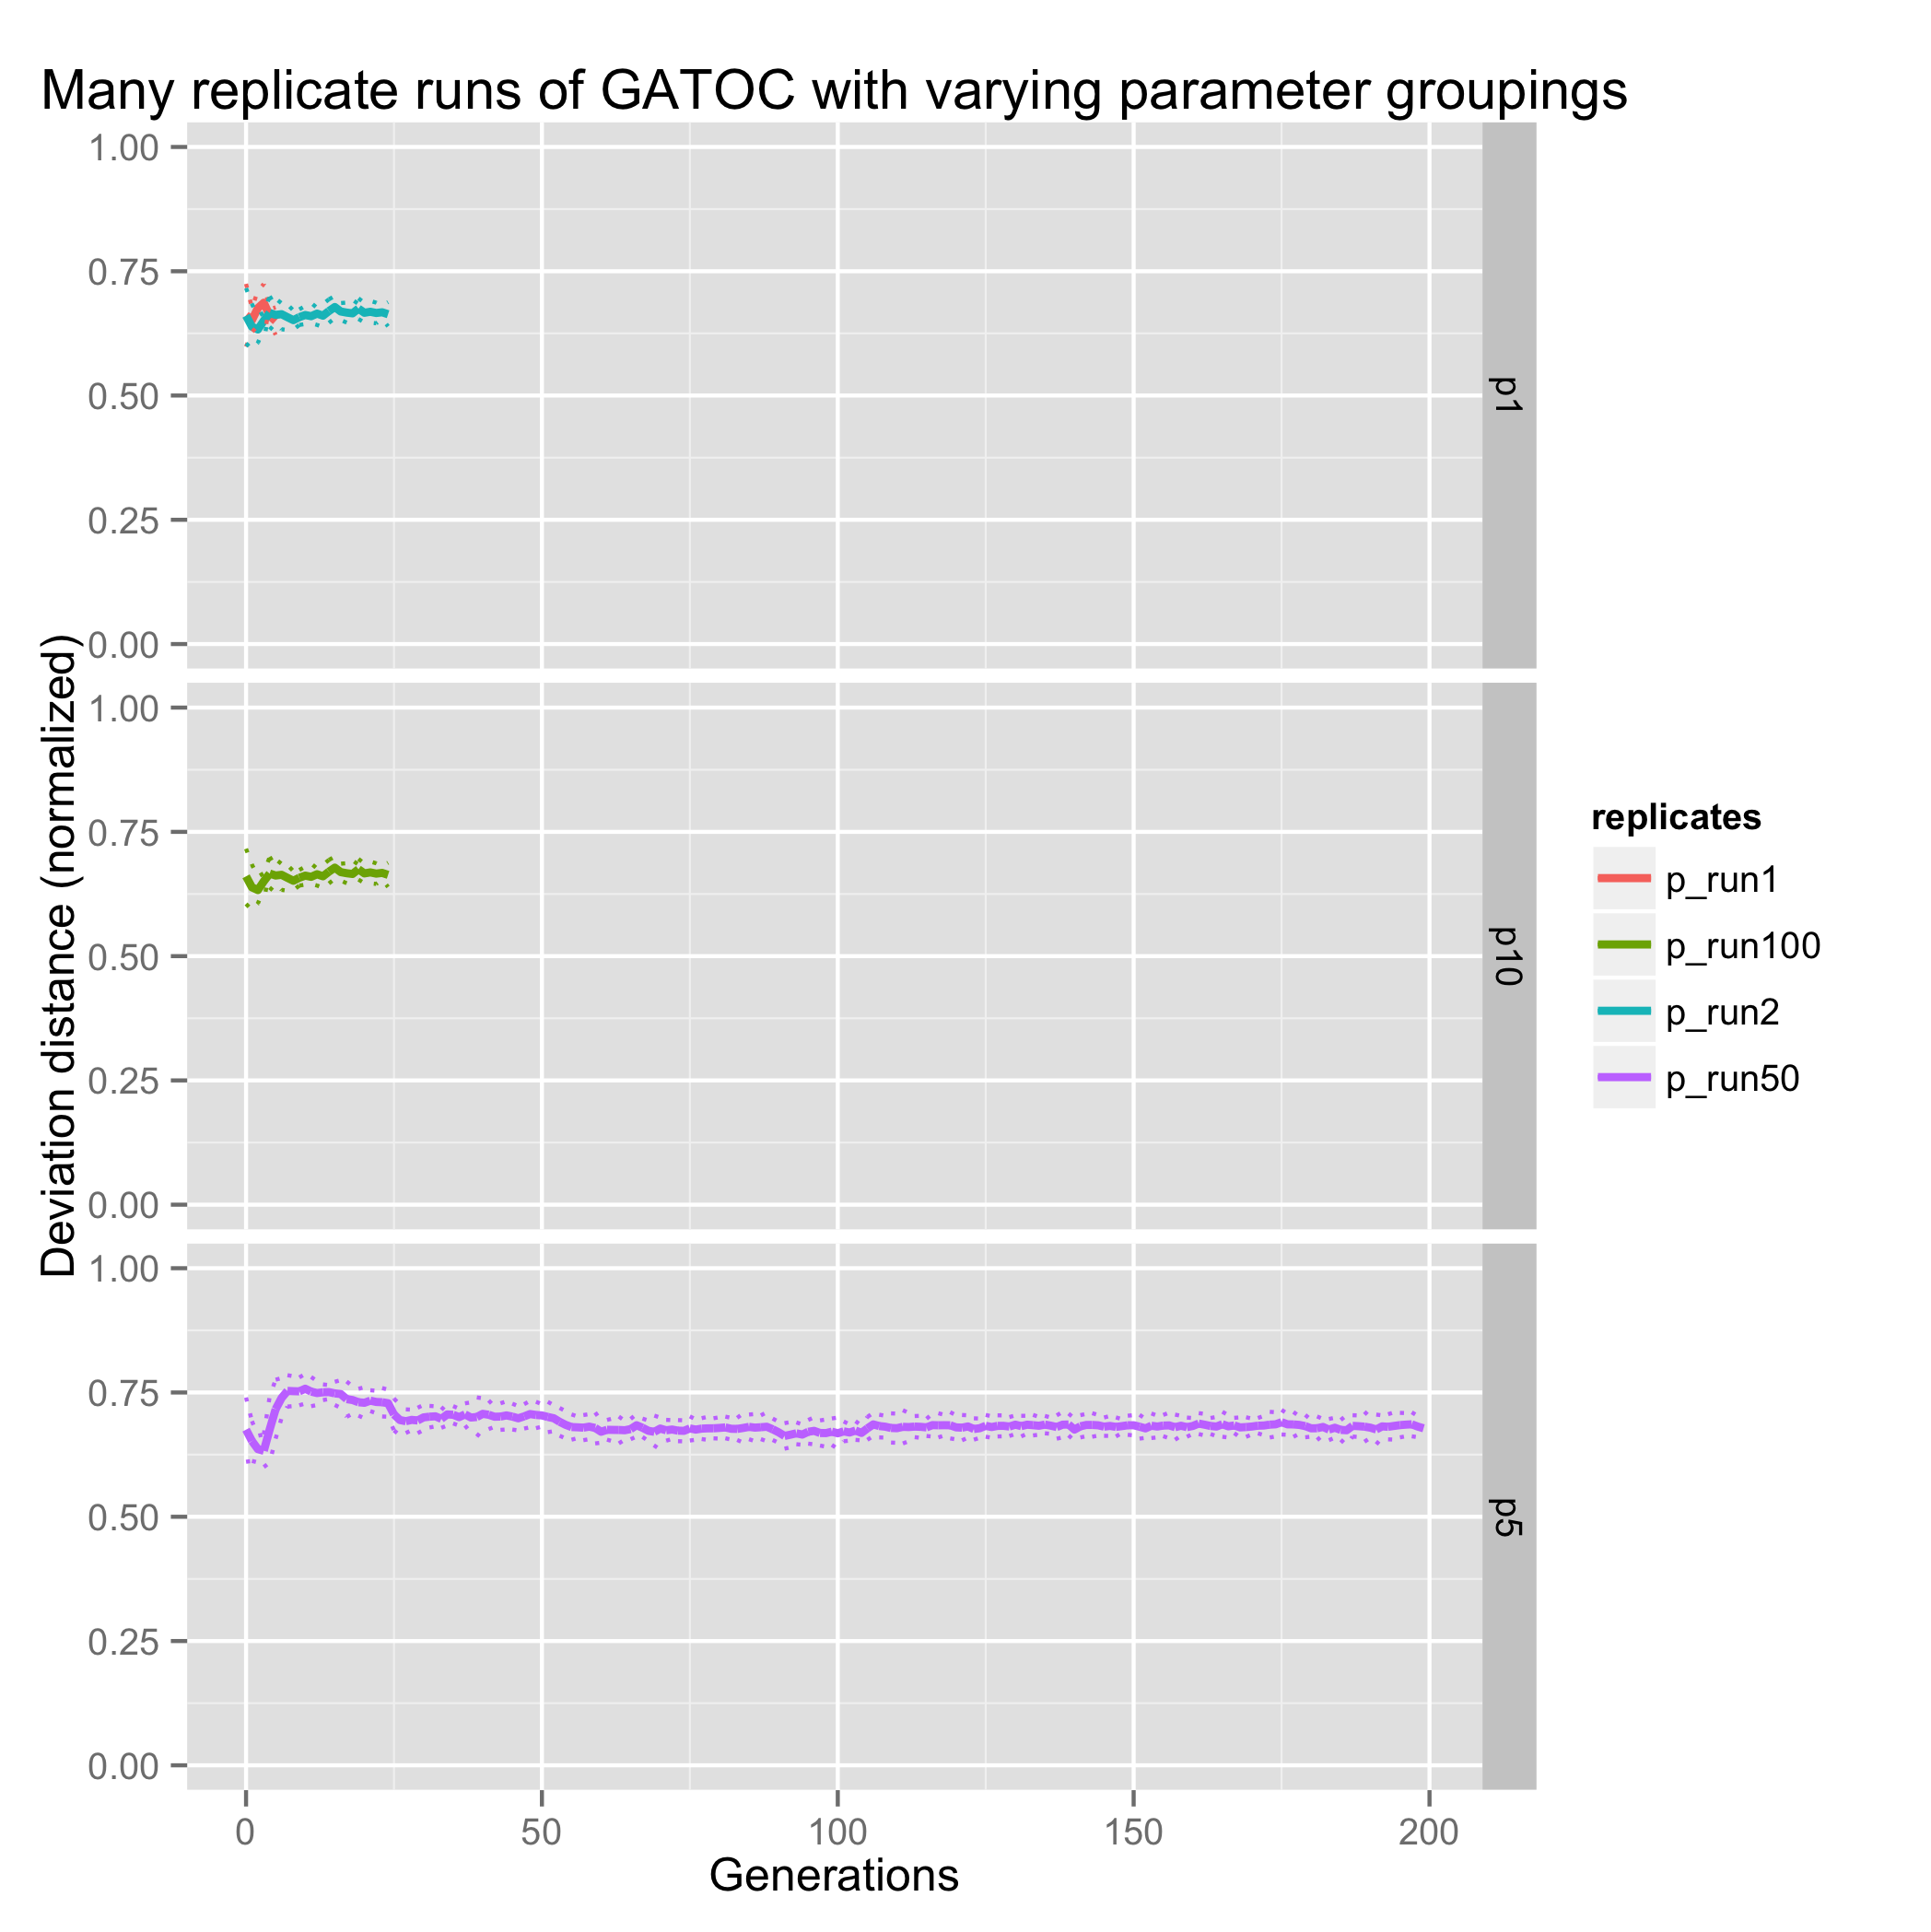 Many replicate runs of GATOC with varying parameter groupings
1.00
0.75
0.50
0.25
0.00
p1
1.00
0.75
0.50
0.25
0.00
p10
1.00
0.75
0.50
0.25
0.00
p5
Deviation distance (normalized)
0 50 100 150 200
Generations
replicates
p_run1
p_run100
p_run2
p_run50